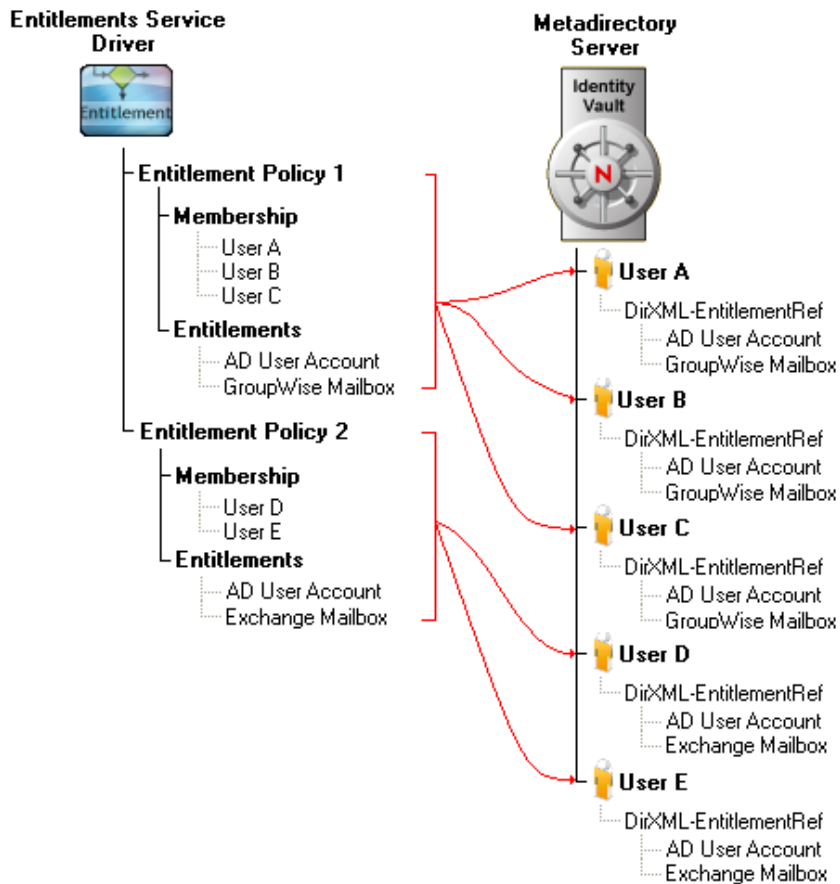 Entitlements Service
Driver
Entitlement
Entitlement Policy 1
Membership
User A
User B
User C
Entitlements
AD User Account
GroupWise Mailbox
Entitlement Policy 2
Membership
User D
User E
Entitlements
AD User Account
Exchange Mailbox
Metadirectory
Server
Identity
Vault
N
User A
DirXML-EntitlementRef
AD User Account
GroupWise Mailbox
User B
DirXML-EntitlementRef
AD User Account
GroupWise Mailbox
User C
DirXML-EntitlementRef
AD User Account
GroupWise Mailbox
User D
DirXML-EntitlementRef
AD User Account
Exchange Mailbox
User E
DirXML-EntitlementRef
AD User Account
Exchange Mailbox